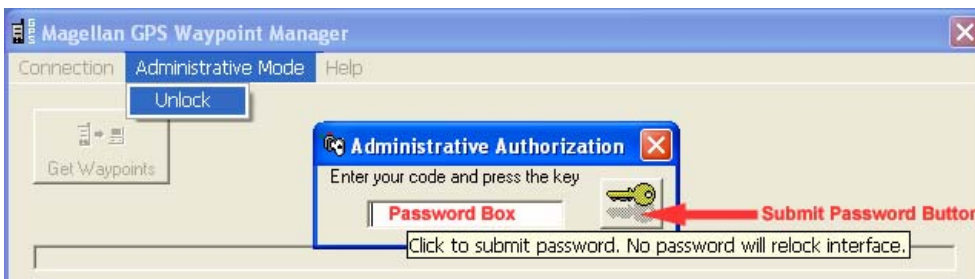 Magellan GPS Waypoint Manager
Connection Administrative Mode Help
Unlock
Get Waypoints
Administrative Authorization
Enter your code and press the key
Password Box
Submit Password Button
Click to submit password. No password will relock interface.